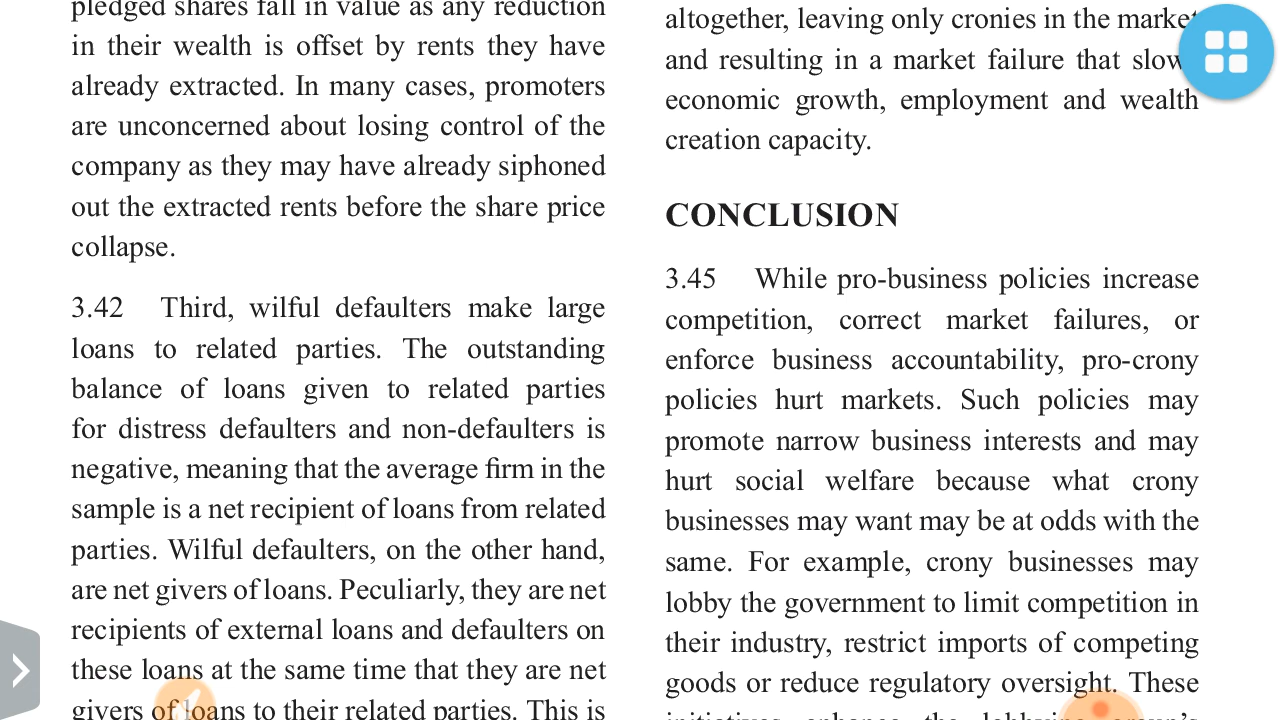 pledged shares fall in value as any reduction
in their wealth is offset by rents they have
already extracted. In many cases, promoters
are unconcerned about losing control of the
company as they may have already siphoned
out the extracted rents before the share price
collapse.
3.42 Third, wilful defaulters make large
loans to related parties. The outstanding
balance of loans given to related parties
for distress defaulters and non-defaulters is
negative, meaning that the average firm in the
sample is a net recipient of loans from related
parties. Wilful defaulters, on the other hand,
are net givers of loans. Peculiarly, they are net
recipients of external loans and defaulters on
these loans at the same time that they are net
givers of loans to their related parties. This is
altogether, leaving only cronies in the market
and resulting in a market failure that slows
economic growth, employment and wealth
creation capacity.
CONCLUSION
3.45 While pro-business policies increase
competition, correct market failures, or
enforce business accountability, pro-crony
policies hurt markets. Such policies may
promote narrow business interests and may
hurt social welfare because what crony
businesses may want may be at odds with the
same. For example, crony businesses may
lobby the government to limit competition in
their industry, restrict imports of competing
goods or reduce regulatory oversight. These
initiatives enhance the lobbying group's